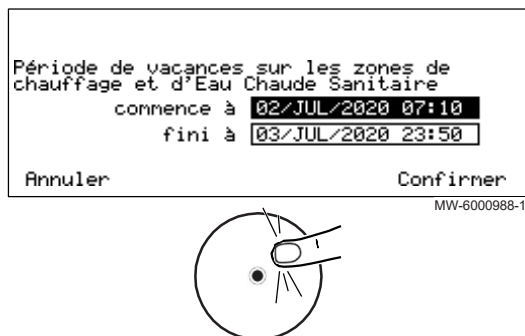 Période de vacances sur les zones de
chauffage et d'Eau Chaude Sanitaire
commence à 02/JUL/2020 07:10
fini à 03/JUL/2020 23:50
Annuler Confirmer
MW-6000988-1